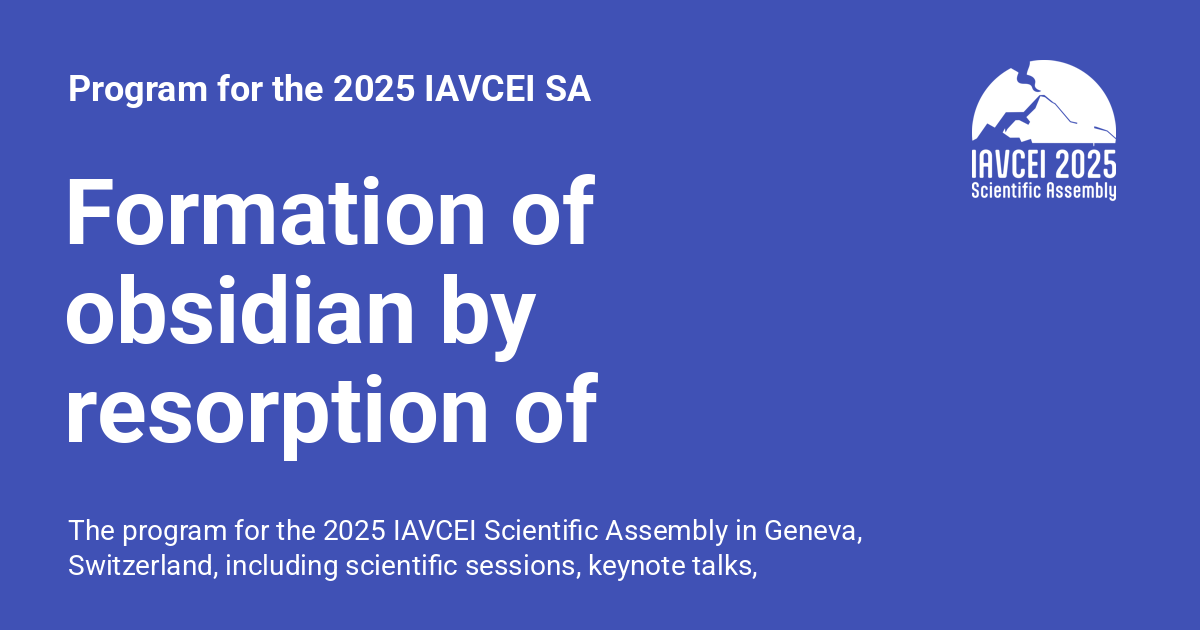 Program for the 2025 IAVCEI SA
IAVCEI 2025
Scientific Assembly
Formation of
obsidian by
resorption of
The program for the 2025 IAVCEI Scientific Assembly in Geneva,
Switzerland, including scientific sessions, keynote talks,